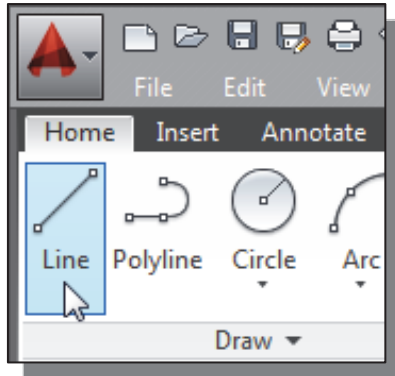 File Edit View
Home Insert Annotate
Line Polyline Circle Arc
Draw